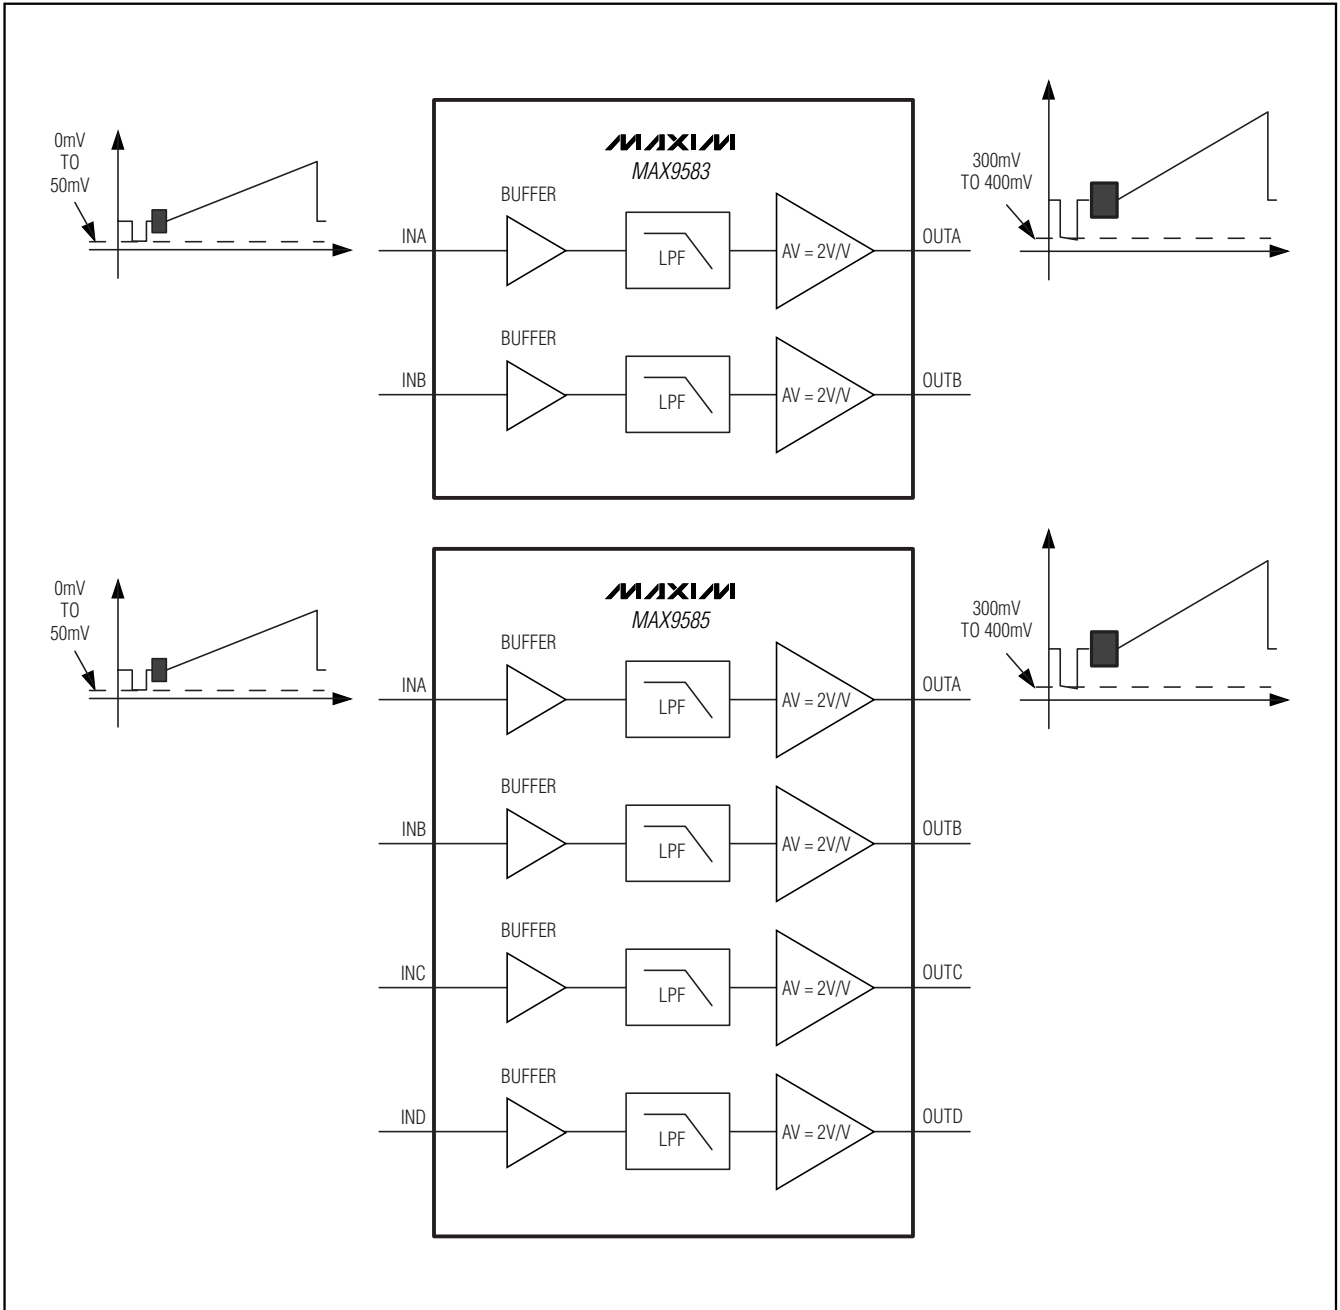 0mV
TO
50mV
MAXIM
MAX9583
300mV
TO 400mV
BUFFER
INA
LPF
AV = 2V/V
OUTA
BUFFER
INB
LPF
AV = 2V/V
OUTB
0mV
TO
50mV
MAXIM
MAX9585
300mV
TO 400mV
BUFFER
INA
LPF
AV = 2V/V
OUTA
BUFFER
INB
LPF
AV = 2V/V
OUTB
BUFFER
INC
LPF
AV = 2V/V
OUTC
BUFFER
IND
LPF
AV = 2V/V
OUTD